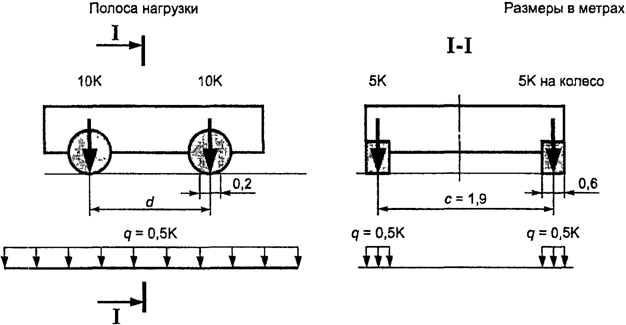 Полоса нагрузки
Размеры в метрах
I
I-I
10К
10К
5К
5К на колесо
0,2
0,6
d
c = 1,9
q = 0,5К
q = 0,5К
q = 0,5К
I